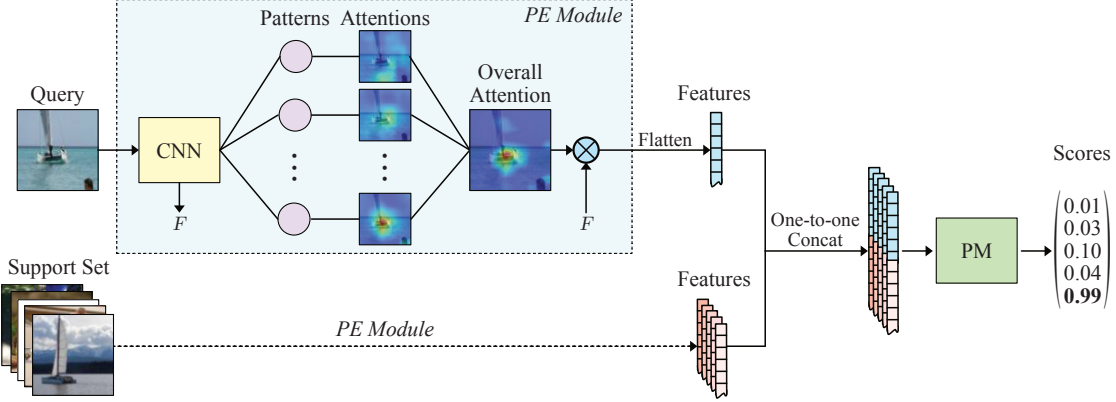 PE Module
Patterns Attentions
Overall
Attention
Query
CNN
F
F
Flatten
Features
Scores
One-to-one
Concat
PM
0.01
0.03
0.10
0.04
0.99
Support Set
PE Module
Features